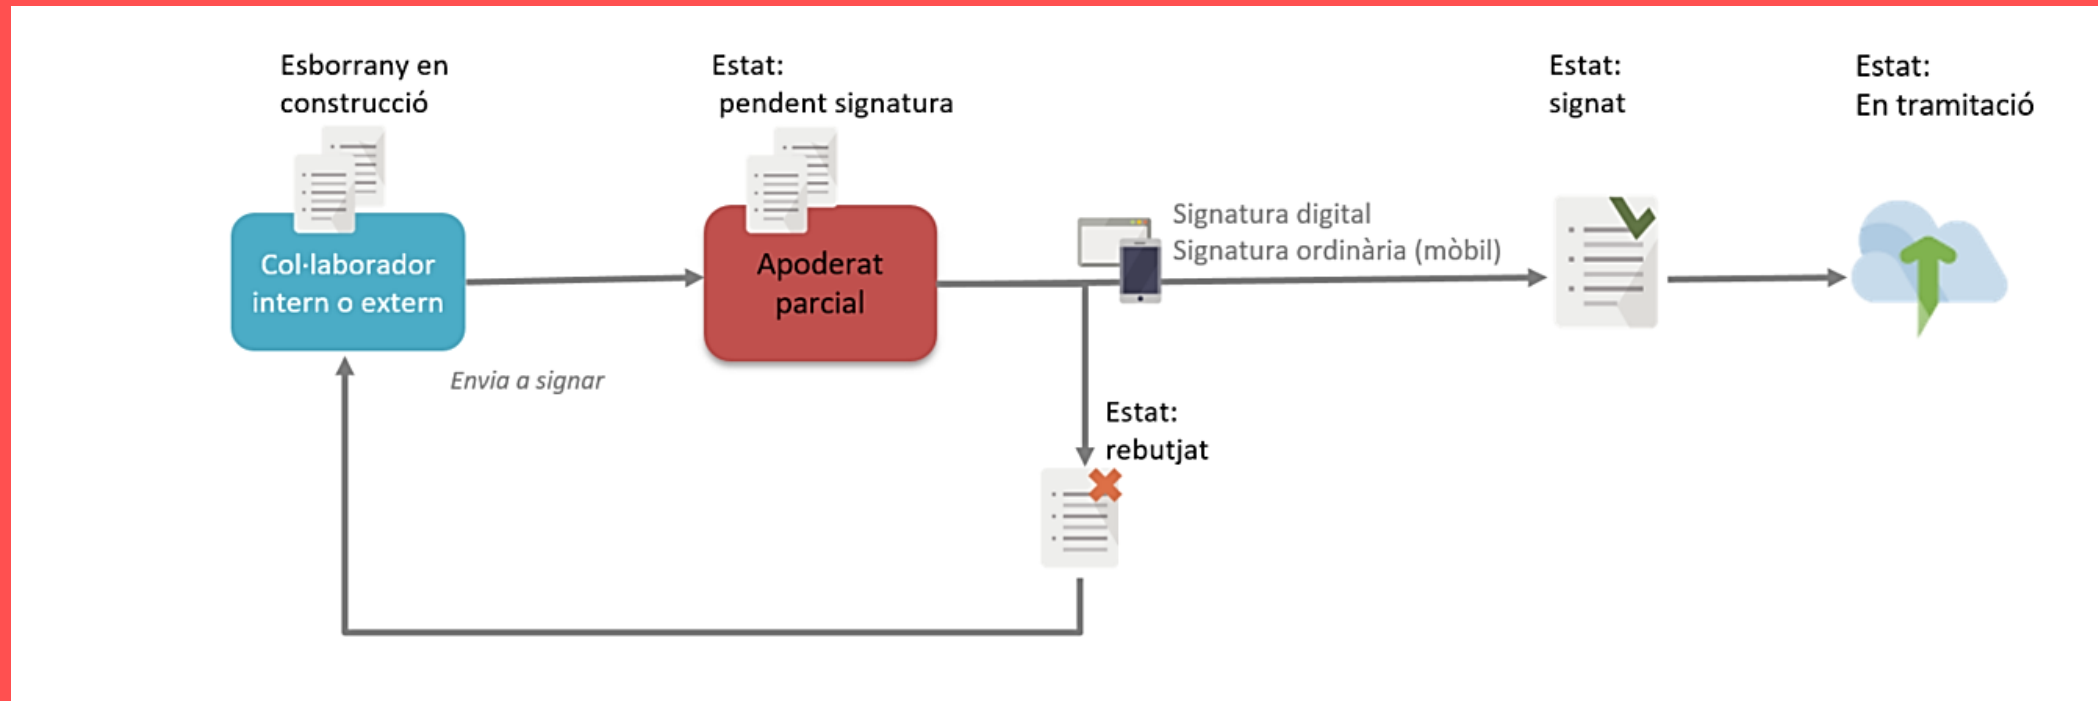 Esborrany en
construcció
Estat:
pendent signatura
Estat:
signat
Estat:
En tramitació
Col·laborador
intern o extern
Apoderat
parcial
Signatura digital
Signatura ordinària (mòbil)
Envia a signar
Estat:
rebutjat